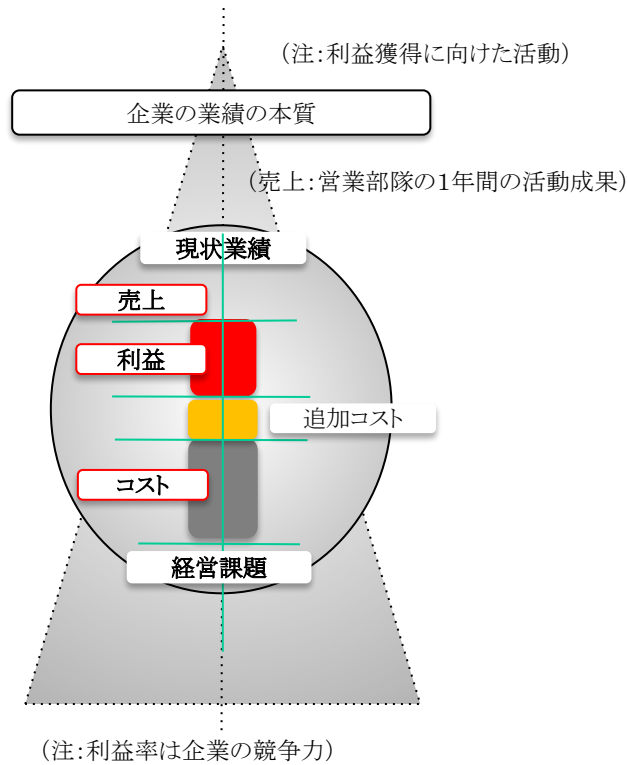 （注：利益獲得に向けた活動）
企業の業績の本質
（売上：営業部隊の1年間の活動成果）
現状業績
売上
利益
追加コスト
コスト
経営課題
（注：利益率は企業の競争力）